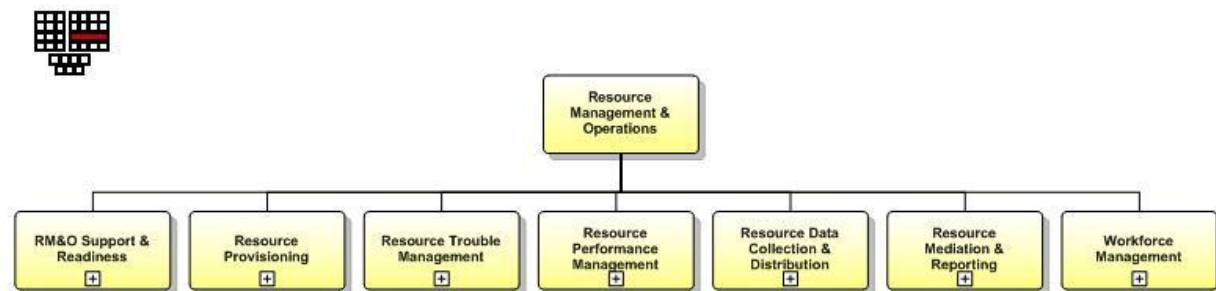 Resource
Management &
Operations
RM&O Support &
Readiness
Resource
Provisioning
Resource Trouble
Management
Resource
Performance
Management
Resource Data
Collection &
Distribution
Resource
Mediation &
Reporting
Workforce
Management